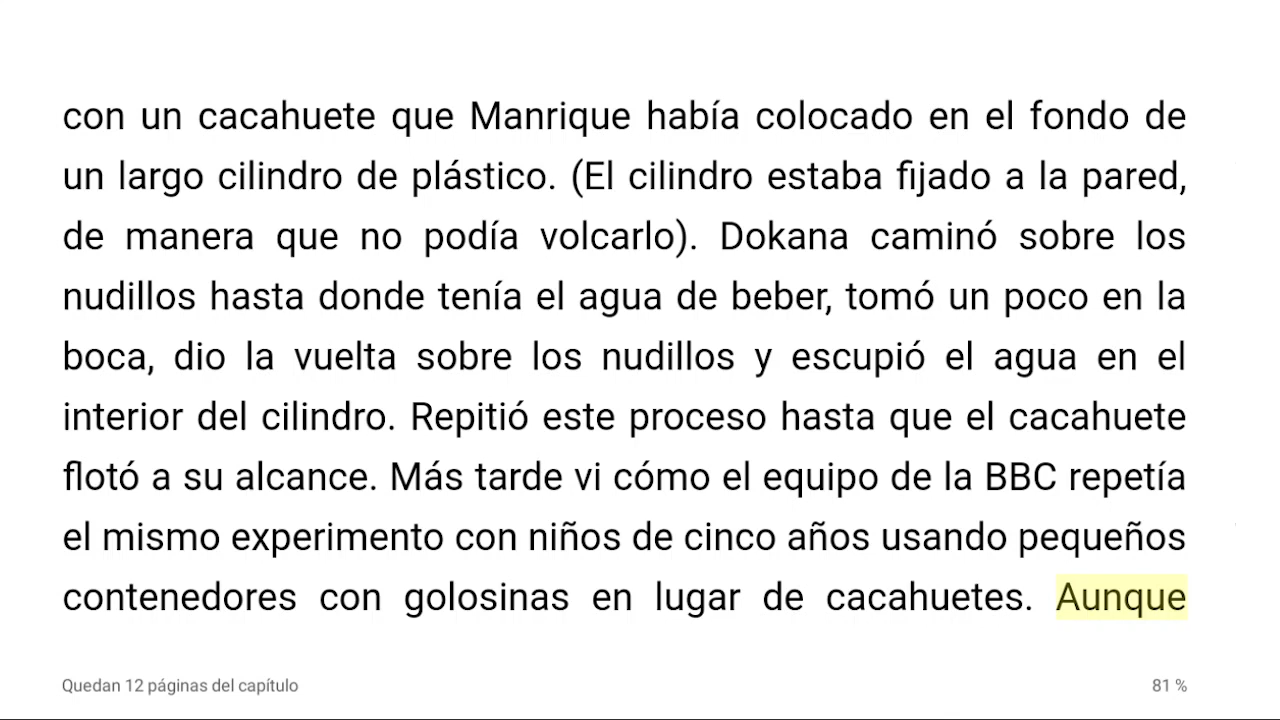 con un cacahuete que Manrique había colocado en el fondo de
un largo cilindro de plástico. (El cilindro estaba fijado a la pared,
de manera que no podía volcarlo). Dokana caminó sobre los
nudillos hasta donde tenía el agua de beber, tomó un poco en la
boca, dio la vuelta sobre los nudillos y escupió el agua en el
interior del cilindro. Repitió este proceso hasta que el cacahuete
flotó a su alcance. Más tarde vi cómo el equipo de la BBC repetía
el mismo experimento con niños de cinco años usando pequeños
contenedores con golosinas en lugar de cacahuetes. Aunque
Quedan 12 páginas del capítulo
81 %